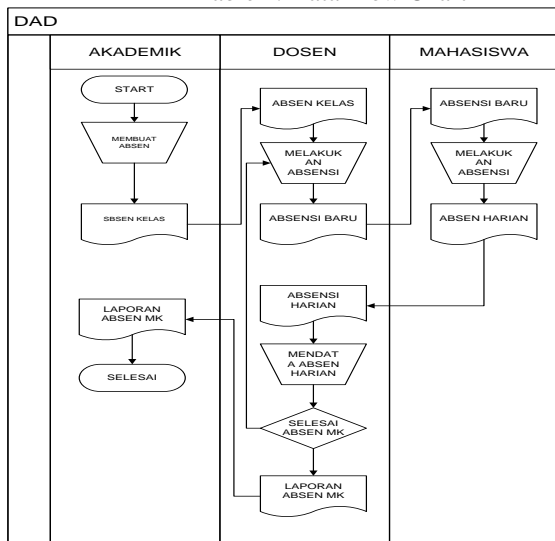 DAD
AKADEMIK
DOSEN
MAHASISWA
START
MEMBUAT
ABSEN
SBSEN KELAS
LAPORAN
ABSEN MK
SELESAI
ABSEN KELAS
MELAKUK
AN
ABSENSI
ABSENSI BARU
ABSENSI
HARIAN
MENDAT
A ABSEN
HARIAN
SELESAI
ABSEN MK
LAPORAN
ABSEN MK
ABSENSI BARU
MELAKUK
AN
ABSENSI
ABSEN HARIAN